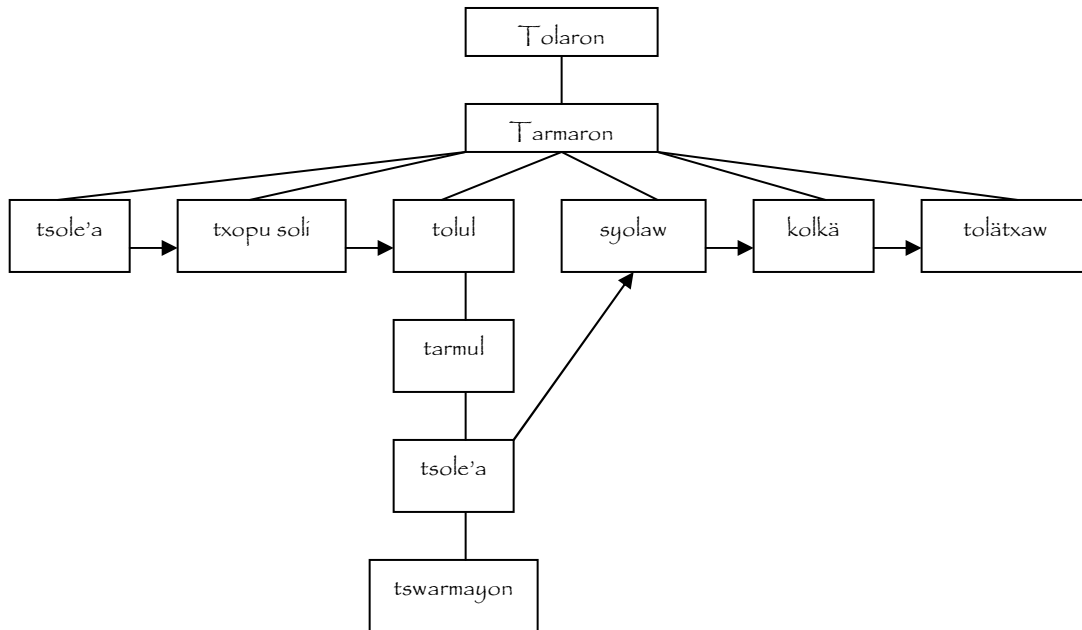 Tolaron
Tarmaron
tsole'a
txopu soli
tolul
syolaw
kolkä
tolätxaw
tarmul
tsole'a
tswarmayon